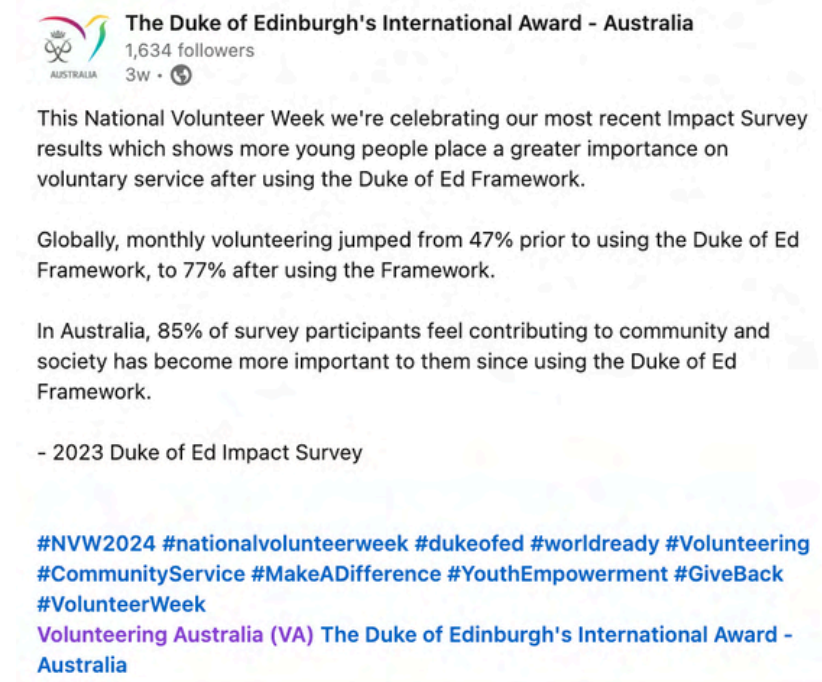 The Duke of Edinburgh's International Award - Australia
1,634 followers
AUSTRALIA
3w •
This National Volunteer Week we're celebrating our most recent Impact Survey
results which shows more young people place a greater importance on
voluntary service after using the Duke of Ed Framework.
Globally, monthly volunteering jumped from 47% prior to using the Duke of Ed
Framework, to 77% after using the Framework.
In Australia, 85% of survey participants feel contributing to community and
society has become more important to them since using the Duke of Ed
Framework.
- 2023 Duke of Ed Impact Survey
#NVW2024 #nationalvolunteerweek #dukeofed #worldready #Volunteering
#CommunityService #MakeADifference #YouthEmpowerment #GiveBack
#VolunteerWeek
Volunteering Australia (VA) The Duke of Edinburgh's International Award -
Australia